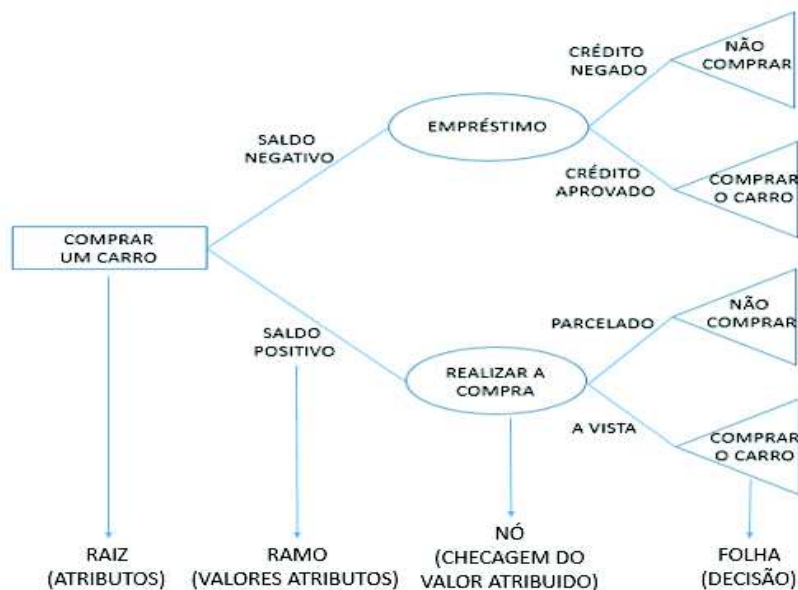 CRÉDITO
NEGADO
NÃO
COMPRAR
EMPRÉSTIMO
SALDO
NEGATIVO
CRÉDITO
APROVADO
COMPRAR
O CARRO
COMPRAR
UM CARRO
SALDO
POSITIVO
PARCELADO
NÃO
COMPRAR
REALIZAR A
COMPRA
A VISTA
COMPRAR
O CARRO
RAIZ
(ATRIBUTOS)
RAMO
(VALORES ATRIBUTOS)
NÓ
(CHECAGEM DO
VALOR ATRIBUIDO)
FOLHA
(DECISÃO)